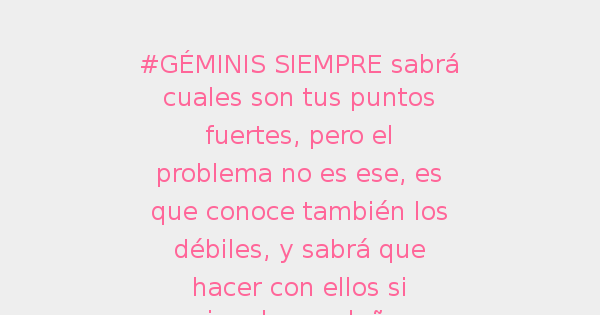 #GÉMINIS SIEMPRE sabrá
cuales son tus puntos
fuertes, pero el
problema no es ese, es
que conoce también los
débiles, y sabrá que
hacer con ellos si